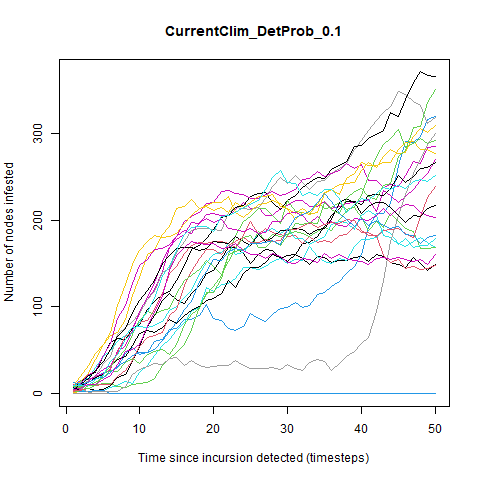 CurrentClim_DetProb_0.1
Number of nodes infested
300
200
100
0
0 10 20 30 40 50
Time since incursion detected (timesteps)